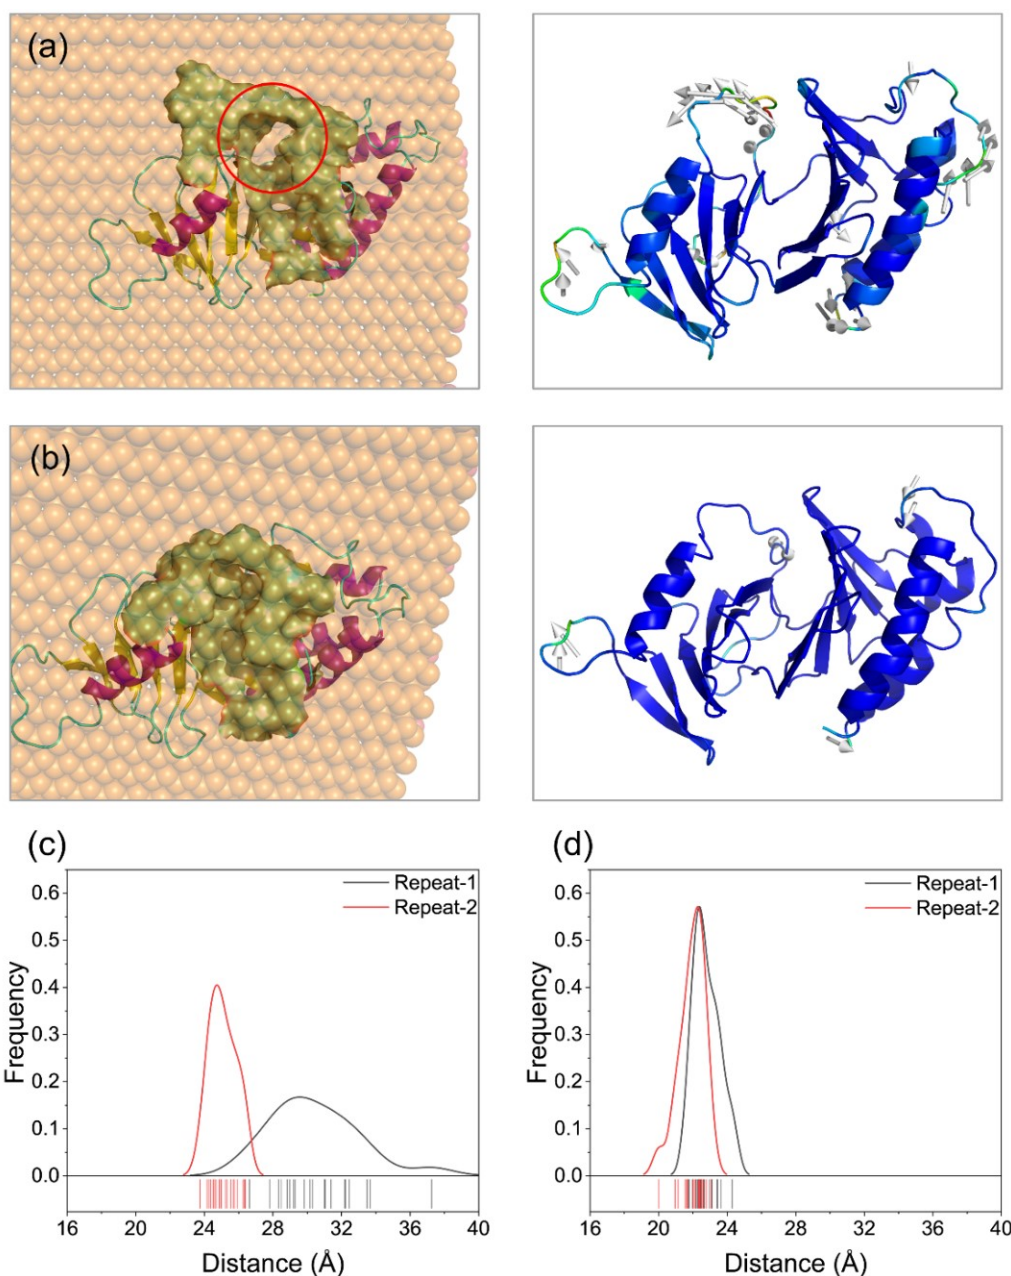 (a)
(b)
(c)
(d)
Repeat-1
Repeat-2
Frequency
0.6
0.5
0.4
0.3
0.2
0.1
0.0
16 20 24 28 32 36 40
Distance (Å)
Repeat-1
Repeat-2
Frequency
0.6
0.5
0.4
0.3
0.2
0.1
0.0
16 20 24 28 32 36 40
Distance (Å)